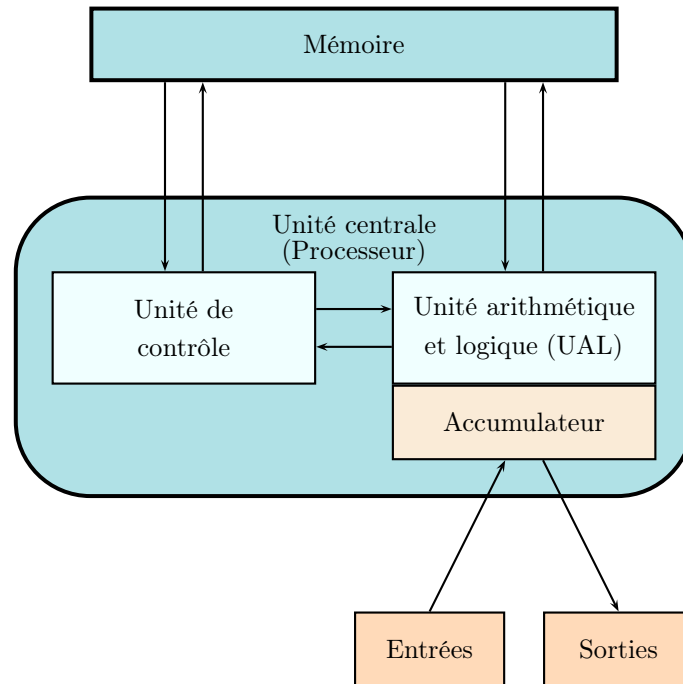 Mémoire
Unité centrale
(Processeur)
Unité de
contrôle
Unité arithmétique
et logique (UAL)
Accumulateur
Entrées
Sorties